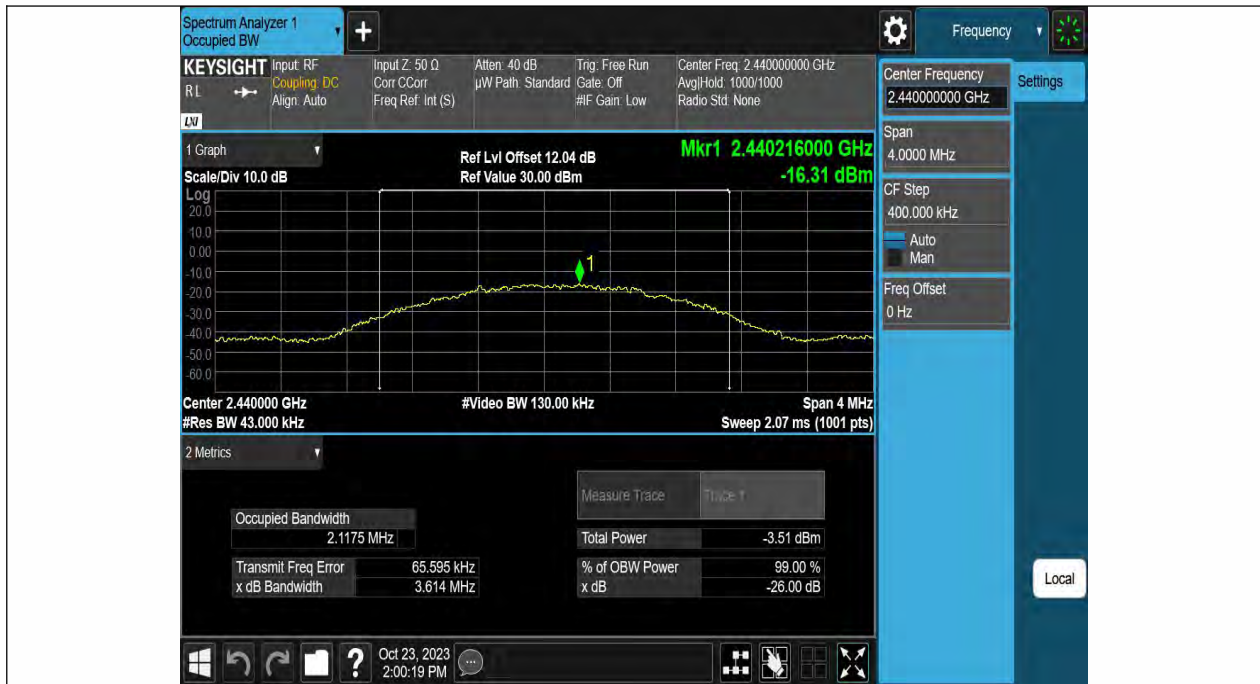 Spectrum Analyzer 1
Occupied BW
Frequency
KEYSIGHT
RL
LXI
Input: RF
Coupling: DC
Align: Auto
Input Z: 50 Ω
Corr CCorr
Freq Ref: Int (S)
Atten: 40 dB
µW Path: Standard
Trig: Free Run
Gate: Off
#IF Gain: Low
Center Freq: 2.440000000 GHz
Avg|Hold: 1000/1000
Radio Std: None
Center Frequency
2.440000000 GHz
Settings
Span
4.0000 MHz
CF Step
400.000 kHz
Auto
Man
Freq Offset
0 Hz
1 Graph
Scale/Div 10.0 dB
Ref Lvl Offset 12.04 dB
Ref Value 30.00 dBm
Mkr1 2.440216000 GHz
-16.31 dBm
Log
20.0
10.0
0.00
-10.0
-20.0
-30.0
-40.0
-50.0
-60.0
1
Center 2.440000 GHz
#Video BW 130.00 kHz
Span 4 MHz
#Res BW 43.000 kHz
Sweep 2.07 ms (1001 pts)
2 Metrics
Measure Trace
Trace 1
Occupied Bandwidth
2.1175 MHz
Total Power -3.51 dBm
Transmit Freq Error 65.595 kHz
% of OBW Power 99.00 %
x dB Bandwidth 3.614 MHz
x dB -26.00 dB
Local
?
Oct 23, 2023
2:00:19 PM